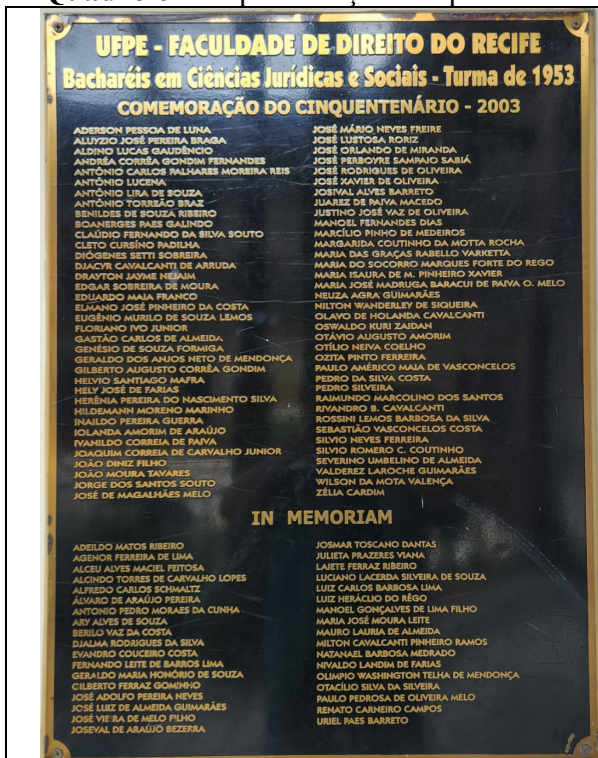 UFPE - FACULDADE DE DIREITO DO RECIFE
Bacharéis em Ciências Jurídicas e Sociais - Turma de 1953
COMEMORAÇÃO DO CINQUENTENÁRIO - 2003
ADERSON PESSOA DE LUNA
ALUYZIO JOSÉ PEREIRA BRAGA
ALDINO LUCAS GAUDÊNCIO
ANDRÉA CORRÊA GONDIM FERNANDES
ANTÔNIO CARLOS PALHARES MOREIRA REIS
ANTÔNIO LUCENA
ANTÔNIO LIRA DE SOUZA
ANTÔNIO TORREÃO BRAZ
BENILDES DE SOUZA RIBEIRO
BOANERGES PAES GALINDO
CLAÚDIO FERNANDO DA SILVA SOUTO
CLETO CURSÍNO PADILHA
DIÓGENES SETTI SOBREIRA
DJACYR CAVALCANTI DE ARRUDA
DRAYTON JAYME NEJAIM
EDGAR SOBREIRA DE MOURA
EDUARDO MAIA FRANCO
ELMANO JOSÉ PINHEIRO DA COSTA
EUGÊNIO MURILO DE SOUZA LEMOS
FLORIANO IVO JUNIOR
GASTÃO CARLOS DE ALMEIDA
GENÉSIO DE SOUZA FORMIGA
GERALDO DOS ANJOS NETO DE MENDONÇA
GILBERTO AUGUSTO CORRÊA GONDIM
HELVIO SANTIAGO MAFRA
HELY JOSÉ DE FARIAS
HERÊNIA PEREIRA DO NASCIMENTO SILVA
HILDEMANN MORENO MARINHO
INAILDO PEREIRA GUERRA
IOLANDA AMORIM DE ARAÚJO
IVANILDO CORREIA DE PAIVA
JOAQUIM CORREIA DE CARVALHO JUNIOR
JOÃO DINIZ FILHO
JOÃO MOURA TAVARES
JORGE DOS SANTOS SOUTO
JOSÉ DE MAGALHÃES MELO
JOSÉ MÁRIO NEVES FREIRE
JOSÉ LUSTOSA RORIZ
JOSÉ ORLANDO DE MIRANDA
JOSÉ PERBOYRE SAMPAIO SABIÁ
JOSÉ RODRIGUES DE OLIVEIRA
JOSÉ XAVIER DE OLIVEIRA
JOSIVAL ALVES BARRETO
JUAREZ DE PAIVA MACEDO
JUSTINO JOSÉ VAZ DE OLIVEIRA
MANOEL FERNANDES DIAS
MARCÍLIO PINHO DE MEDEIROS
MARGARIDA COUTINHO DA MOTTA ROCHA
MARIA DAS GRAÇAS RABELLO VARKETTA
MARIA DO SOCORRO MARQUES FORTE DO REGO
MARIA ISAURA DE M. PINHEIRO XAVIER
MARIA JOSÉ MADRUGA BARACUI DE PAIVA O. MELO
NEUZA AGRA GUIMARÃES
NILTON WANDERLEY DE SIQUEIRA
OLAVO DE HOLANDA CAVALCANTI
OSWALDO KURI ZAIDAN
OTÁVIO AUGUSTO AMORIM
OTÍLIO NEIVA COELHO
OZITA PINTO FERREIRA
PAULO AMÉRICO MAIA DE VASCONCELOS
PEDRO DA SILVA COSTA
PEDRO SILVEIRA
RAIMUNDO MARCOLINO DOS SANTOS
RIVANDRO B. CAVALCANTI
ROSSINI LEMOS BARBOSA DA SILVA
SEBASTIÃO VASCONCELOS COSTA
SILVIO NEVES FERREIRA
SILVIO ROMERO C. COUTINHO
SEVERINO UMBELINO DE ALMEIDA
VALDEREZ LAROCHE GUIMARÃES
WILSON DA MOTA VALENÇA
ZÉLIA CARDIM
IN MEMORIAM
ADEILDO MATOS RIBEIRO
AGENOR FERREIRA DE LIMA
ALCEU ALVES MACIEL FEITOSA
ALCINDO TORRES DE CARVALHO LOPES
ALFREDO CARLOS SCHMALTZ
ÁLVARO DE ARAÚJO PEREIRA
ANTONIO PEDRO MORAES DA CUNHA
ARY ALVES DE SOUZA
BERILO VAZ DA COSTA
DJALMA RODRIGUES DA SILVA
EVANDRO COUCEIRO COSTA
FERNANDO LEITE DE BARROS LIMA
GERALDO MARIA HONÓRIO DE SOUZA
GILBERTO FERRAZ GOMINHO
JOSÉ ADOLFO PEREIRA NEVES
JOSÉ LUIZ DE ALMEIDA GUIMARÃES
JOSÉ VIEIRA DE MELO FILHO
JOSEVAL DE ARAÚJO BEZERRA
JOSMAR TOSCANO DANTAS
JULIETA PRAZERES VIANA
LAIETE FERRAZ RIBEIRO
LUCIANO LACERDA SILVEIRA DE SOUZA
LUIZ CARLOS BARBOSA LIMA
LUIZ HERÁCLIO DO RÊGO
MANOEL GONÇALVES DE LIMA FILHO
MARIA JOSÉ MOURA LEITE
MAURO LAURIA DE ALMEIDA
MILTON CAVALCANTI PINHEIRO RAMOS
NATANAEL BARBOSA MEDRADO
NIVALDO LANDIM DE FARIAS
OLIMPIO WASHINGTON TELHA DE MENDONÇA
OTACÍLIO SILVA DA SILVEIRA
PAULO PEDROSA DE OLIVEIRA MELO
RENATO CARNEIRO CAMPOS
URIEL PAES BARRETO